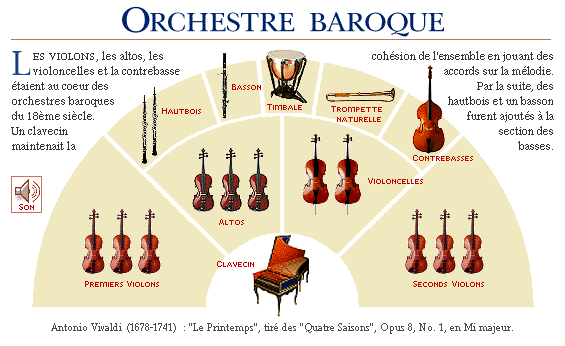 ORCHESTRE BAROQUE
LES VIOLONS, les altos, les
violoncelles et la contrebasse
étaient au coeur des
orchestres baroques
du 18ème siècle.
Un clavecin
maintenait la
cohésion de l'ensemble en jouant des
accords sur la mélodie.
Par la suite, des
hautbois et un basson
furent ajoutés à la
section des
basses.
HAUTBOIS
BASSON
TIMBALE
TROMPETTE
NATURELLE
CONTREBASSES
ALTOS
VIOLONCELLES
SON
PREMIERS VIOLONS
CLAVECIN
SECONDS VIOLONS
Antonio Vivaldi (1678-1741) : "Le Printemps", tiré des "Quatre Saisons", Opus 8, No. 1, en Mi majeur.